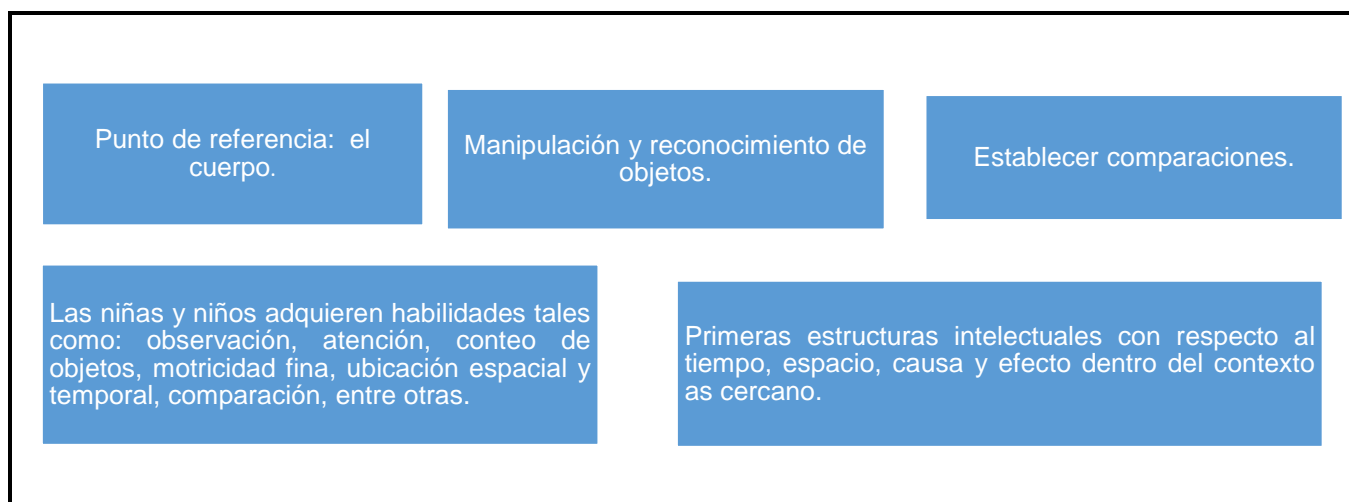 Punto de referencia: el
cuerpo.
Manipulación y reconocimiento de
objetos.
Establecer comparaciones.
Las niñas y niños adquieren habilidades tales
como: observación, atención, conteo de
objetos, motricidad fina, ubicación espacial y
temporal, comparación, entre otras.
Primeras estructuras intelectuales con respecto al
tiempo, espacio, causa y efecto dentro del contexto
as cercano.